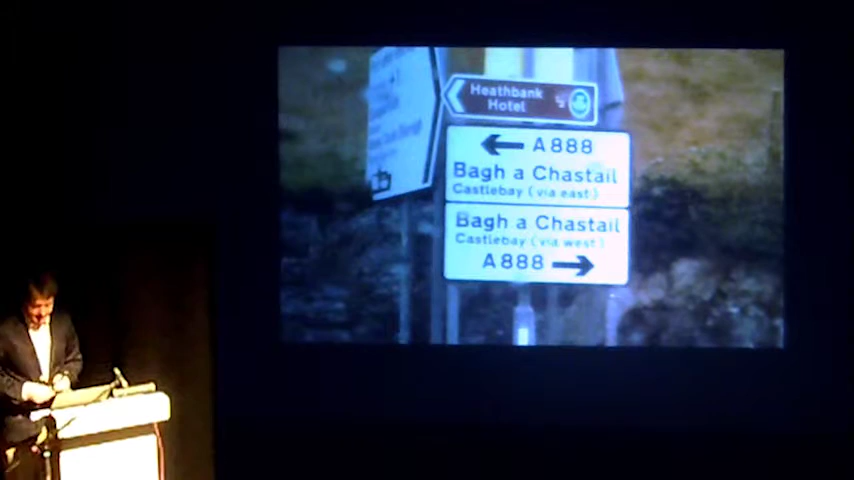 Heathbank
Hotel
A888
Bagh a Chastail
Castlebay (via east)
Bagh a Chastail
Castlebay (via west)
A888